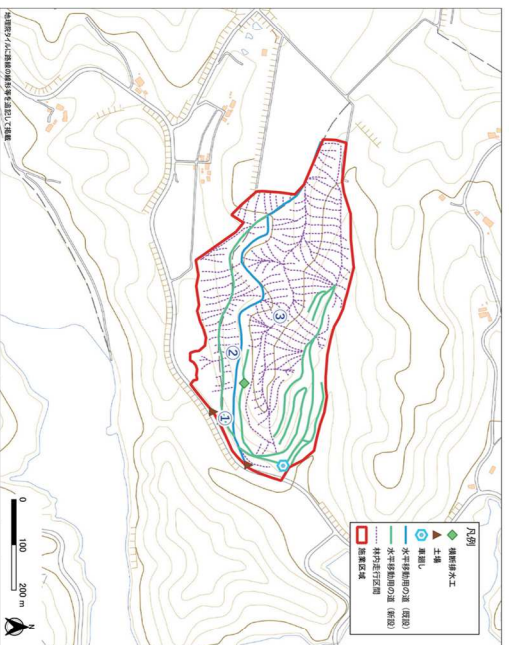 凡例
横断排水工
土場
車廻し
水平移動用の道（既設）
水平移動用の道（新設）
林内走行区間
施業区域
③
②
①
0 100 200 m
N
*地理院タイルに路線の線形等を追記して掲載